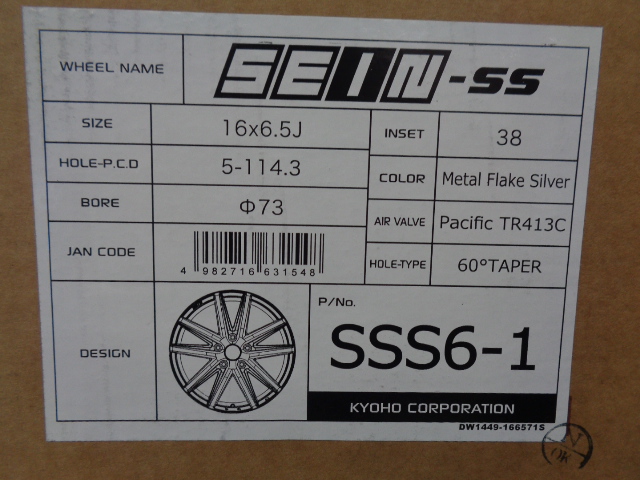 WHEEL NAME SEIN-SS
SIZE 16x6.5J INSET 38
HOLE-P.C.D 5-114.3 COLOR Metal Flake Silver
BORE Φ73 AIR VALVE Pacific TR413C
JAN CODE 4 982716 631548 HOLE-TYPE 60°TAPER
DESIGN P/No.
SSS6-1
KYOHO CORPORATION
DW1449-166571S
N
OK